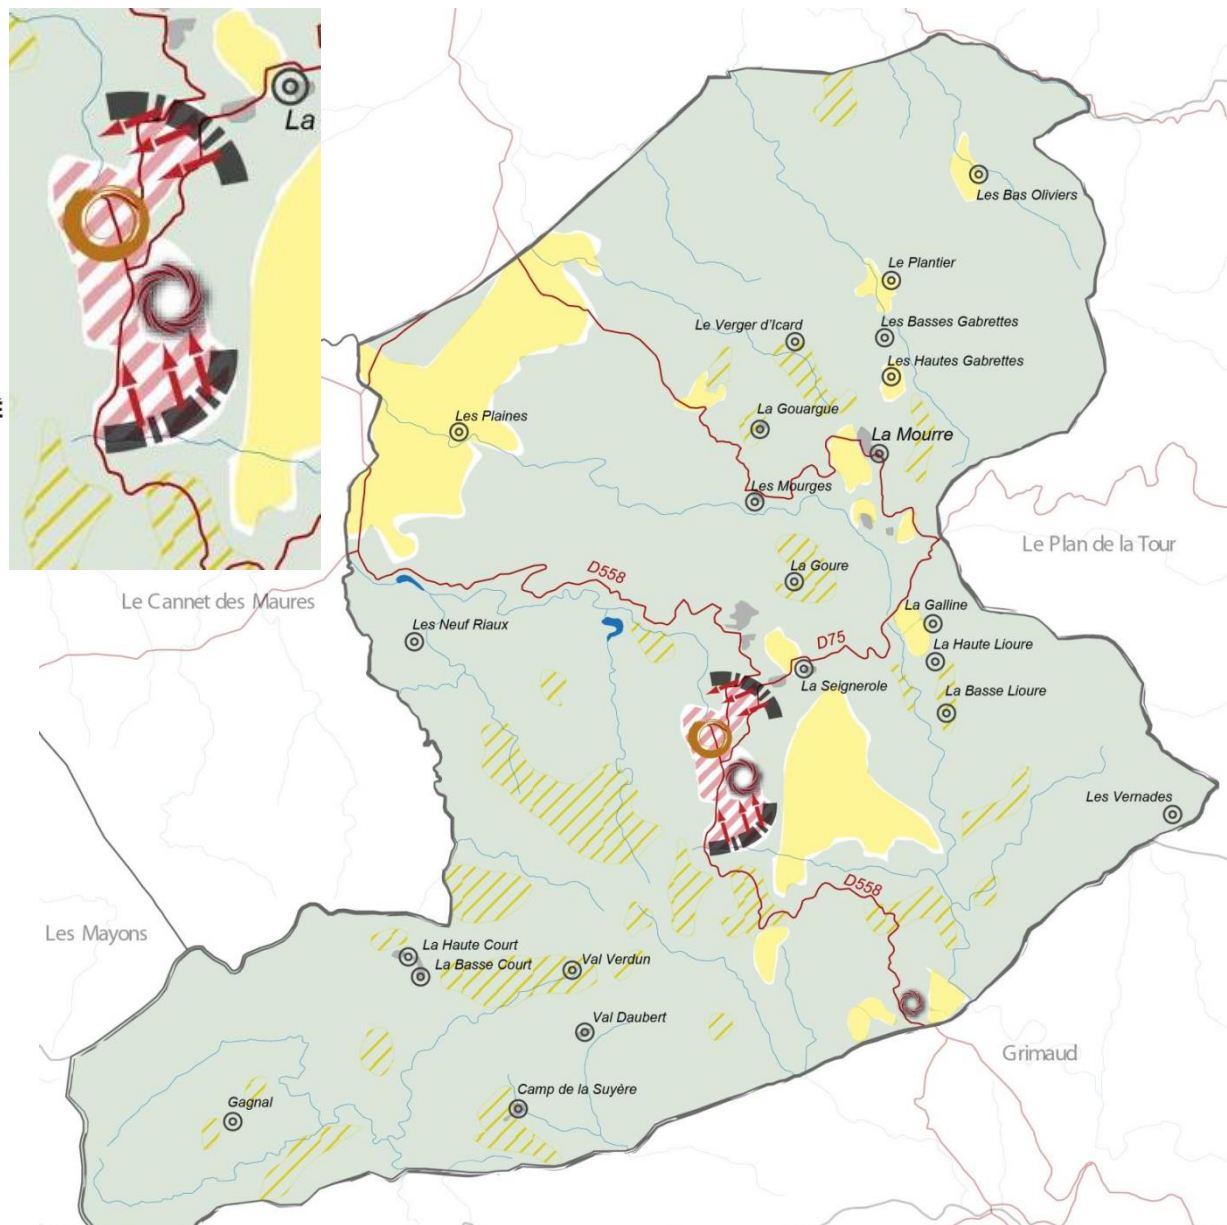 La
Les Bas Oliviers
Le Plantier
Les Basses Gabrettes
Le Verger d'Icard
Les Hautes Gabrettes
La Gouargue
Les Plaines
La Mourre
Les Mourges
Le Plan de la Tour
La Goure
D558
Le Cannet des Maures
La Galline
Les Neuf Riaux
D75
La Haute Lioure
La Seignerole
La Basse Lioure
Les Vernades
D558
Les Mayons
La Haute Court
La Basse Court
Val Verdun
Val Daubert
Grimaud
Camp de la Suyère
Gagnal